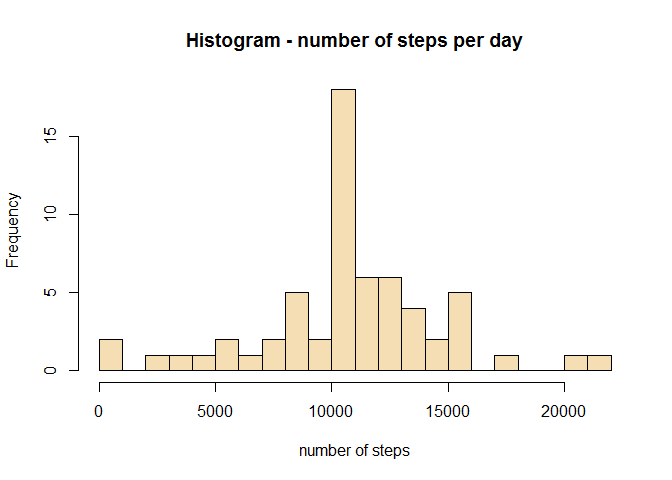 Histogram - number of steps per day
Frequency
15
10
5
0
0 5000 10000 15000 20000
number of steps